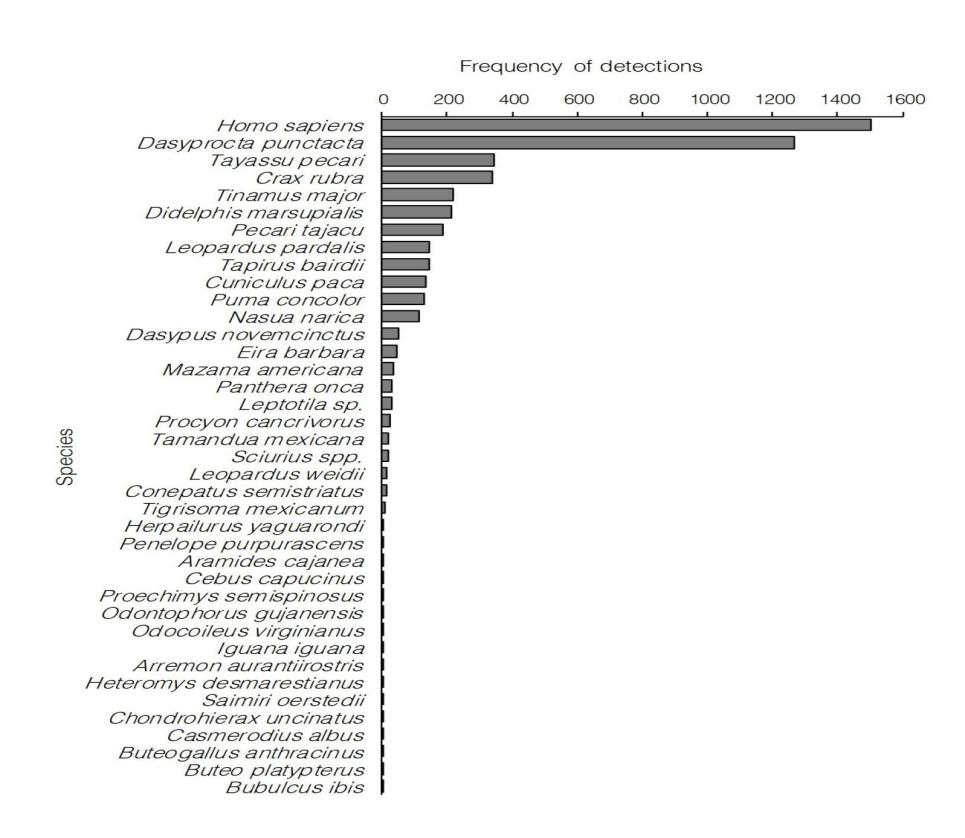 Frequency of detections
0 200 400 600 800 1000 1200 1400 1600
Homo sapiens
Dasyprocta punctacta
Tayassu pecari
Crax rubra
Tinamus major
Didelphis marsupialis
Pecari tajacu
Leopardus pardalis
Tapirus bairdii
Cuniculus paca
Puma concolor
Nasua narica
Dasypus novemcinctus
Eira barbara
Mazama americana
Panthera onca
Leptotila sp.
Procyon cancrivorus
Tamandua mexicana
Sciurius spp.
Leopardus weidii
Conepatus semistriatus
Tigrisoma mexicanum
Herpailurus yaguarondi
Penelope purpurascens
Aramides cajanea
Cebus capucinus
Proechimys semispinosus
Odontophorus gujanensis
Odocoileus virginianus
Iguana iguana
Arremon aurantiirostris
Heteromys desmarestianus
Saimiri oerstedii
Chondrohierax uncinatus
Casmerodius albus
Buteogallus anthracinus
Buteo platypterus
Bubulcus ibis
Species